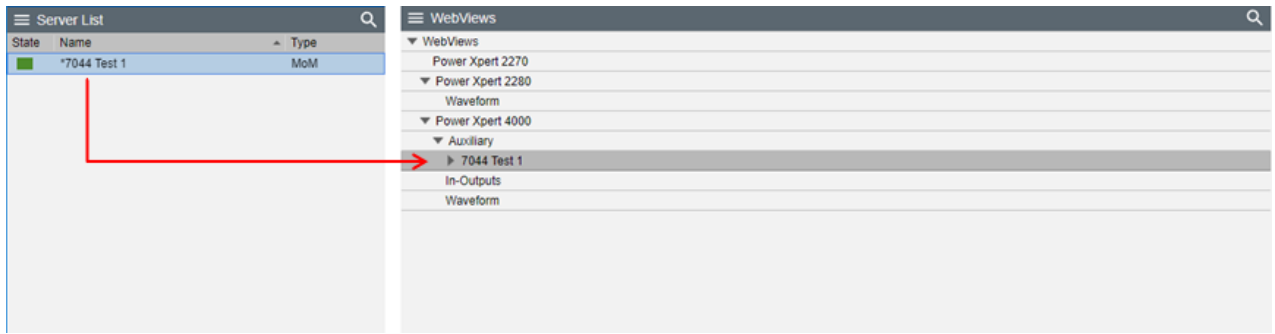 Server List
State Name Type
*7044 Test 1 MoM
WebViews
WebViews
Power Xpert 2270
Power Xpert 2280
Waveform
Power Xpert 4000
Auxiliary
7044 Test 1
In-Outputs
Waveform